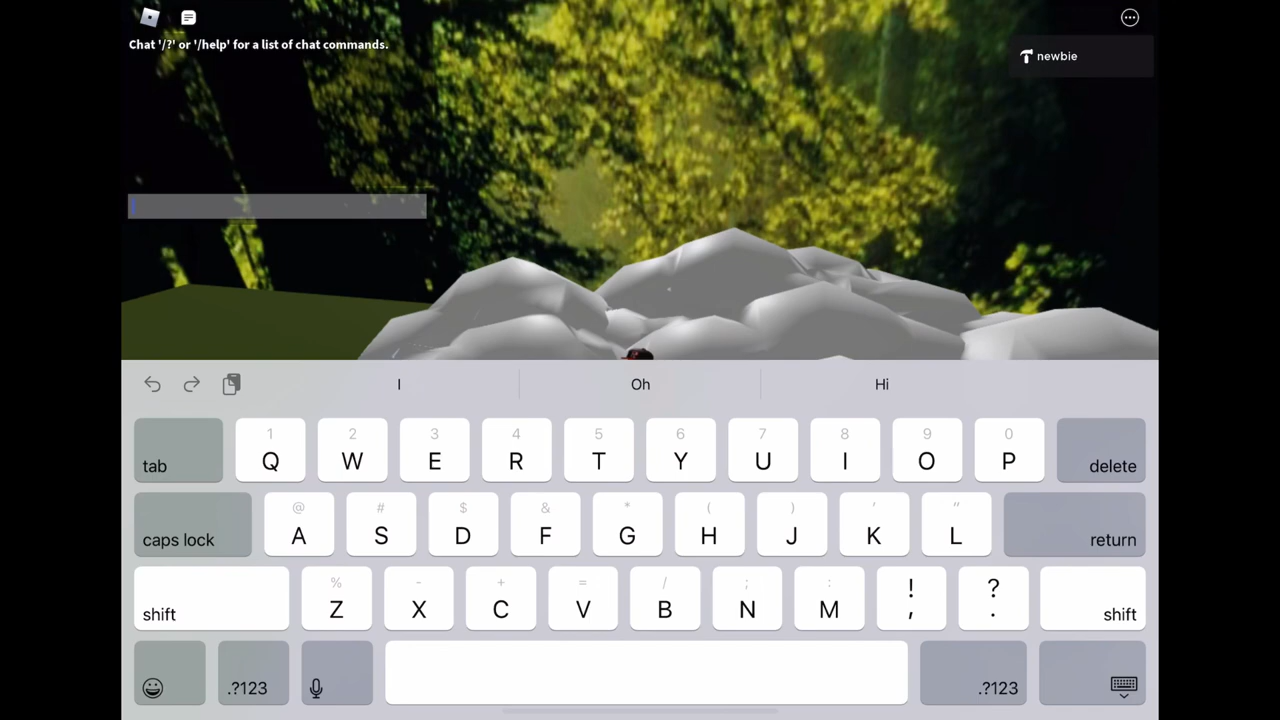 Chat '/?' or '/help' for a list of chat commands.
newbie
I Oh Hi
1 2 3 4 5 6 7 8 9 0
tab Q W E R T Y U I O P delete
@ # $ & * ( ) ' "
caps lock A S D F G H J K L return
% - + = / ; : ! ?
shift Z X C V B N M , . shift
.?123 .?123